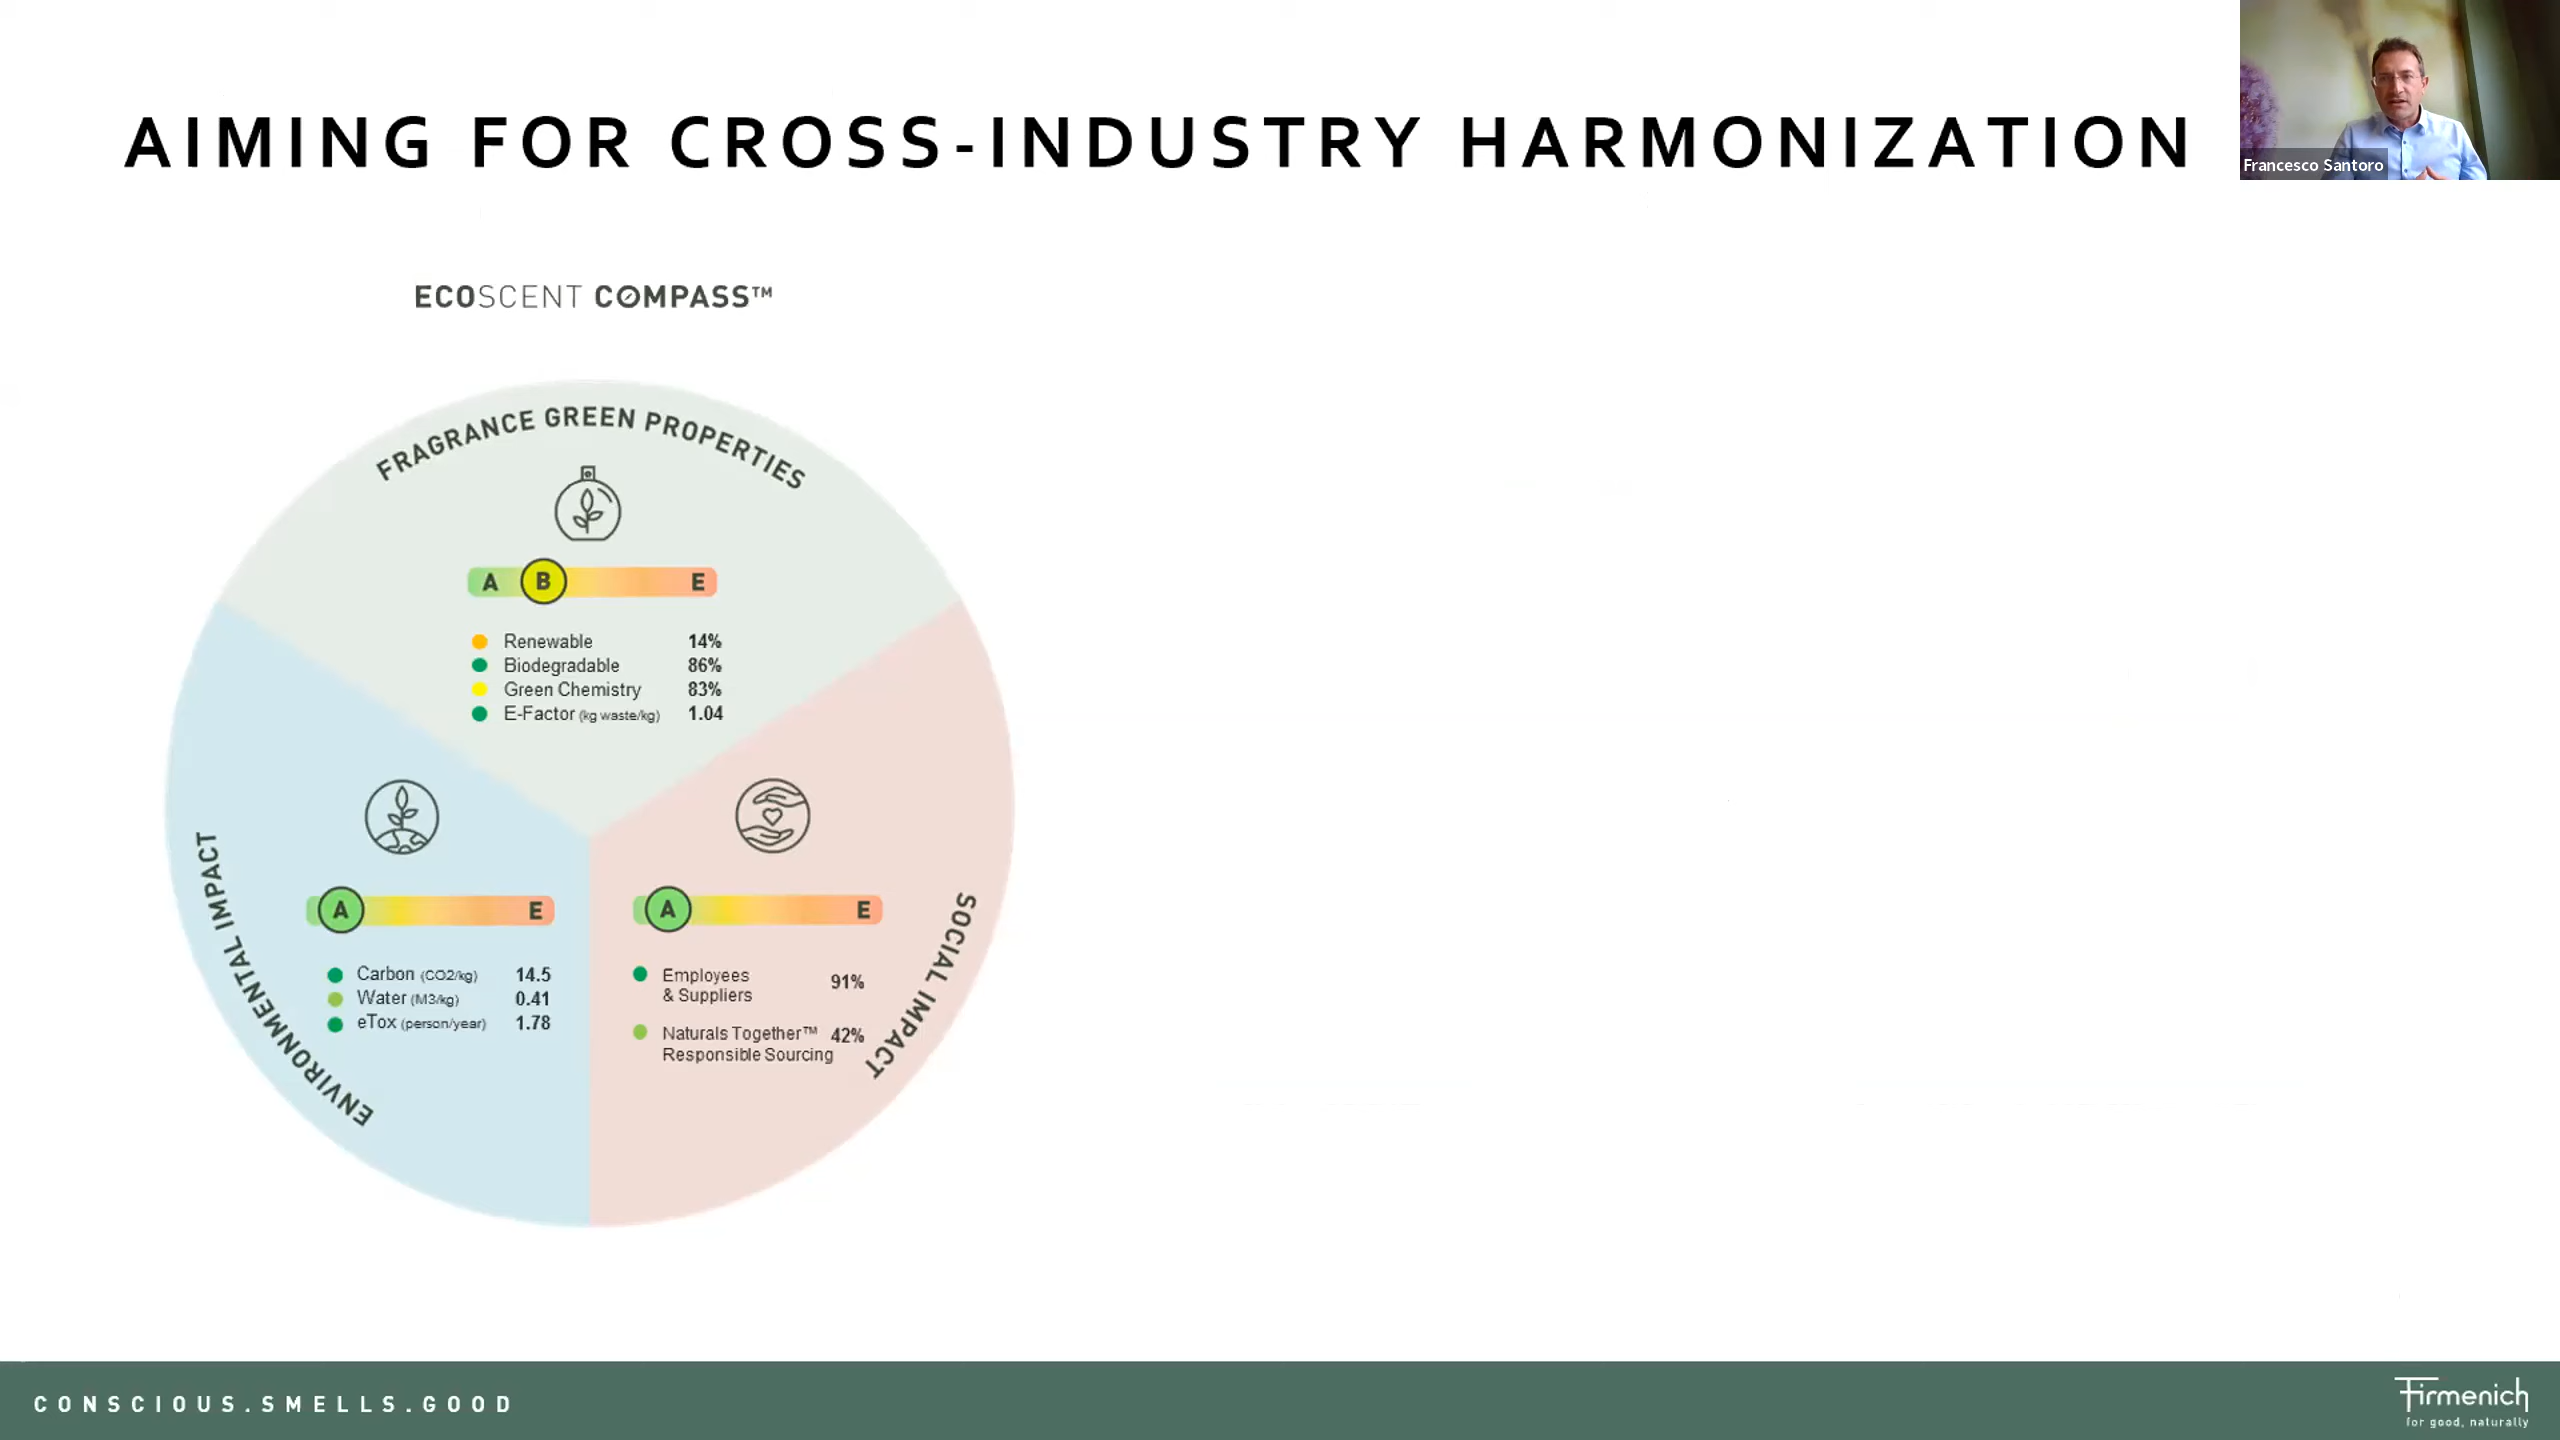 AIMING FOR CROSS-INDUSTRY HARMONIZATION
Francesco Santoro
ECOSCENT COMPASS™
FRAGRANCE GREEN PROPERTIES
A B E
Renewable 14%
Biodegradable 86%
Green Chemistry 83%
E-Factor (kg waste/kg) 1.04
ENVIRONMENTAL IMPACT
A E
Carbon (CO2/kg) 14.5
Water (M3/kg) 0.41
eTox (person/year) 1.78
SOCIAL IMPACT
A E
Employees
& Suppliers 91%
Naturals Together™ 42%
Responsible Sourcing
CONSCIOUS.SMELLS.GOOD
Firmenich
for good, naturally